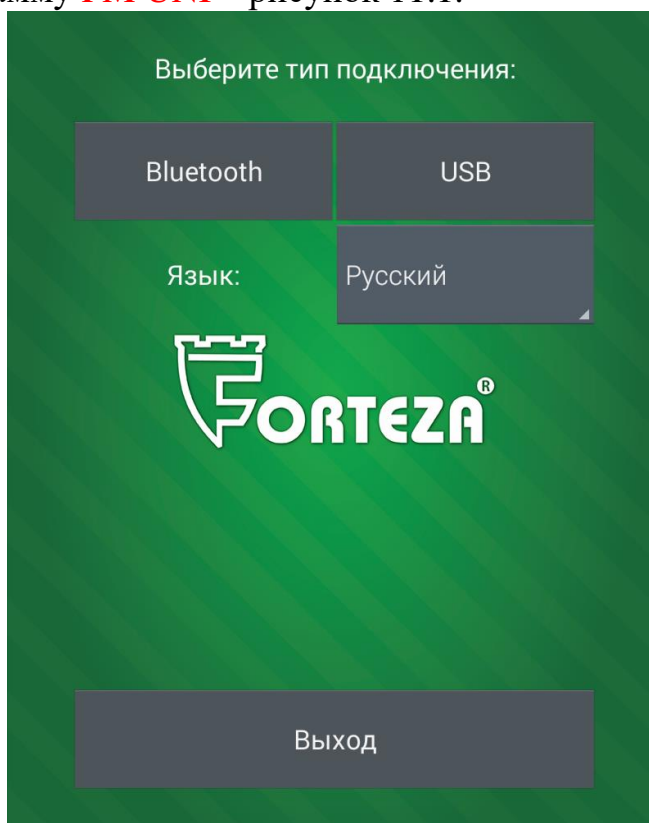 Выберите тип подключения:
Bluetooth USB
Язык: Русский
FORTEZA®
Выход